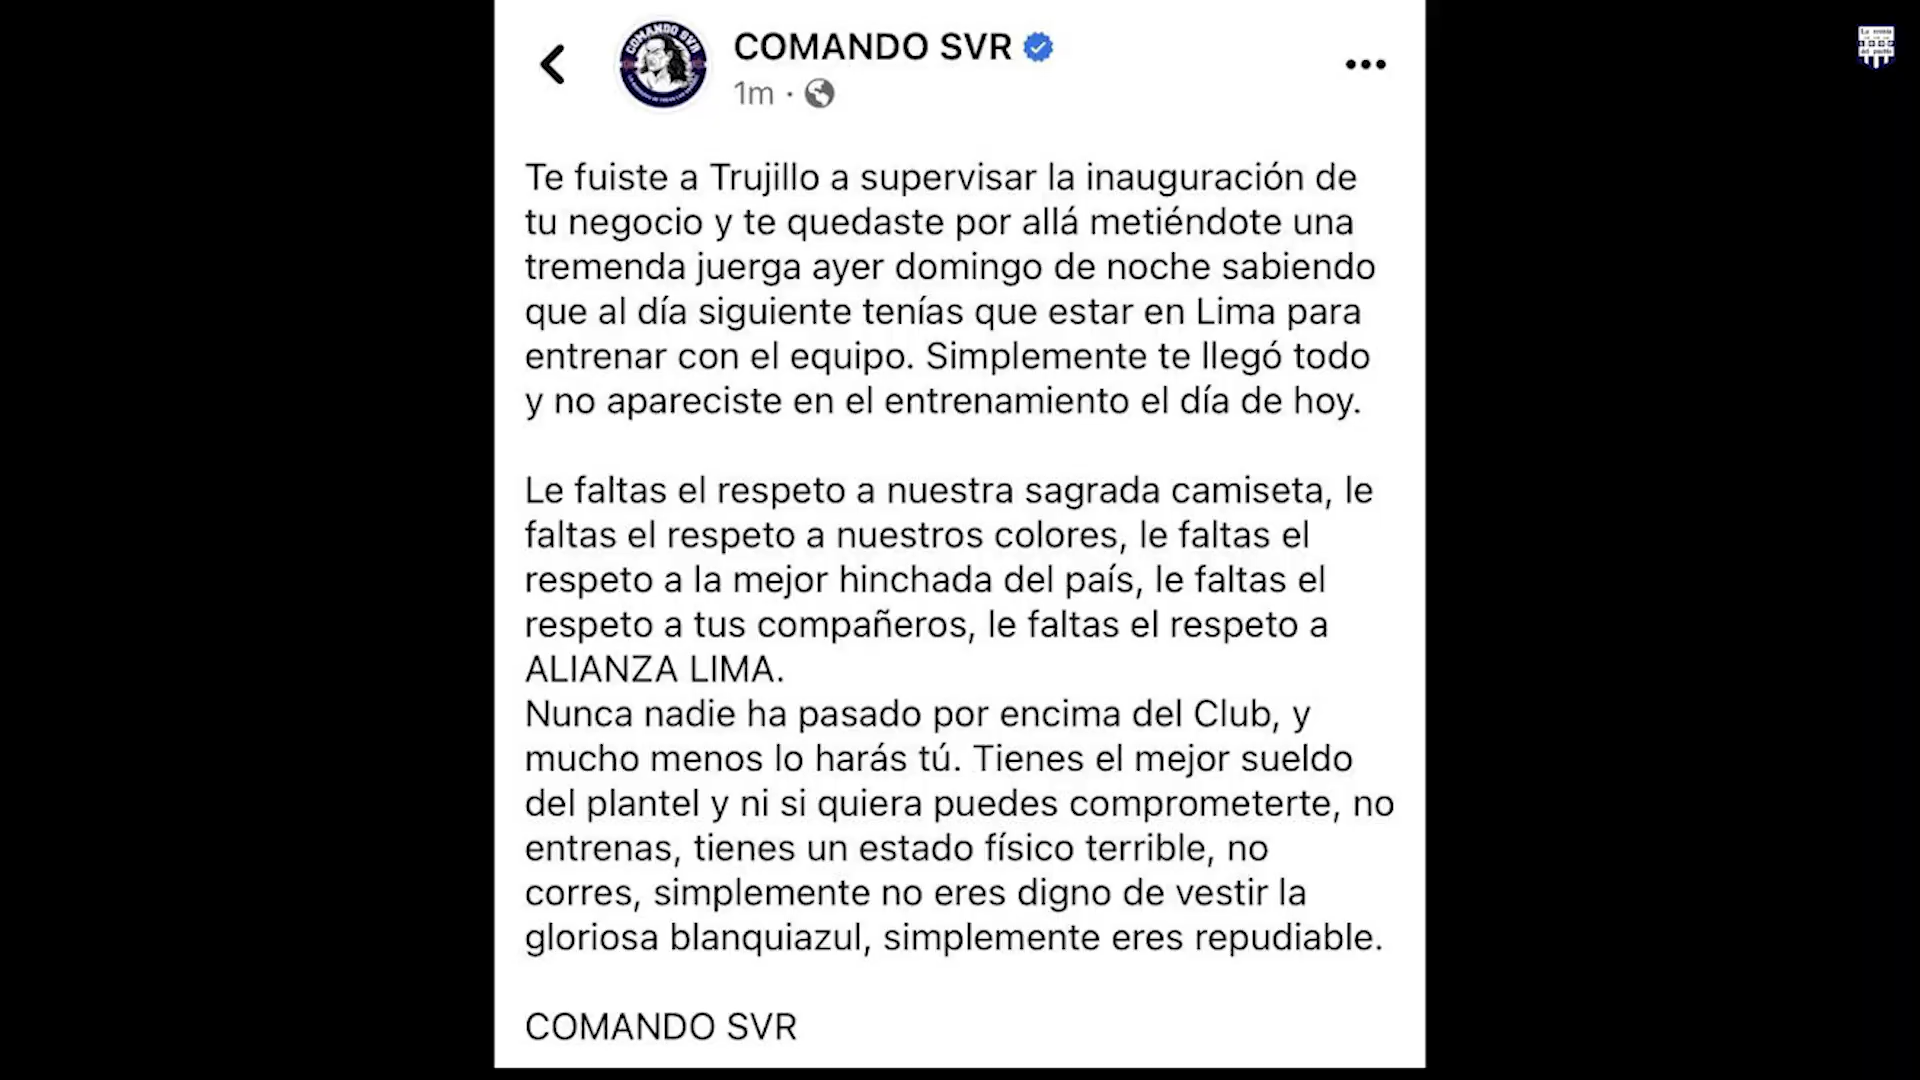 COMANDO SVR
1m
Te fuiste a Trujillo a supervisar la inauguración de
tu negocio y te quedaste por allá metiéndote una
tremenda juerga ayer domingo de noche sabiendo
que al día siguiente tenías que estar en Lima para
entrenar con el equipo. Simplemente te llegó todo
y no apareciste en el entrenamiento el día de hoy.
Le faltas el respeto a nuestra sagrada camiseta, le
faltas el respeto a nuestros colores, le faltas el
respeto a la mejor hinchada del país, le faltas el
respeto a tus compañeros, le faltas el respeto a
ALIANZA LIMA.
Nunca nadie ha pasado por encima del Club, y
mucho menos lo harás tú. Tienes el mejor sueldo
del plantel y ni si quiera puedes comprometerte, no
entrenas, tienes un estado físico terrible, no
corres, simplemente no eres digno de vestir la
gloriosa blanquiazul, simplemente eres repudiable.
COMANDO SVR
COMANDO SVR